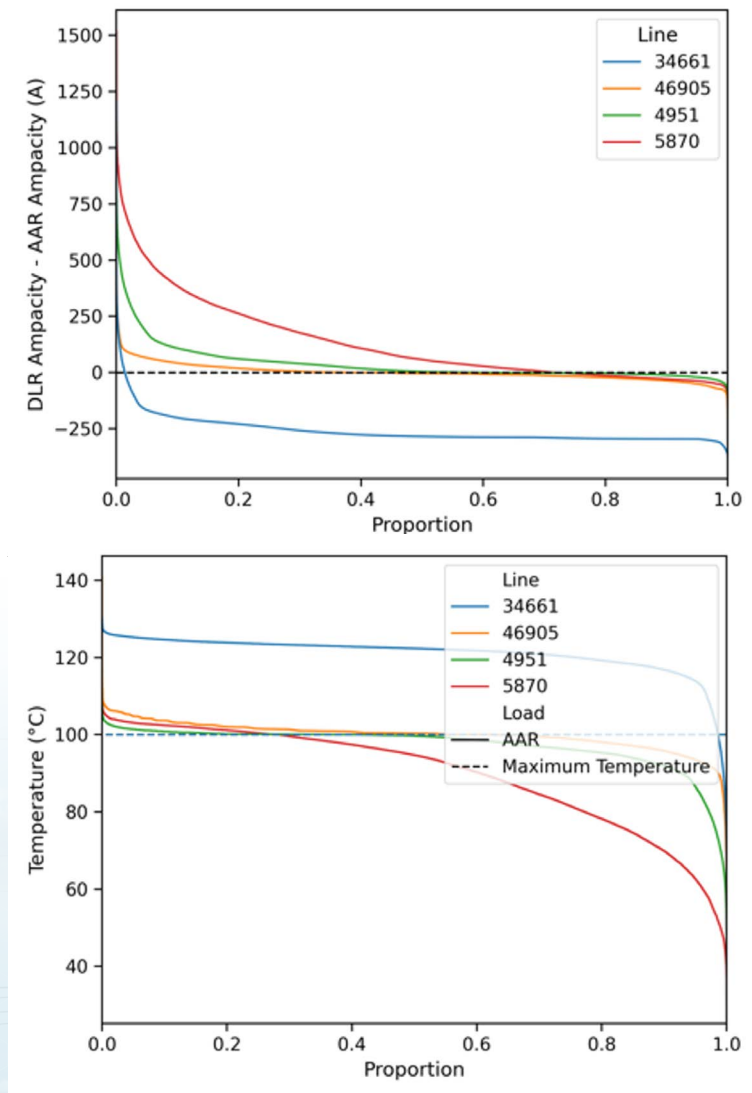 DLR Ampacity - AAR Ampacity (A)
1500
1250
1000
750
500
250
0
−250
Line
34661
46905
4951
5870
0.0 0.2 0.4 0.6 0.8 1.0
Proportion
Temperature (°C)
140
120
100
80
60
40
Line
34661
46905
4951
5870
Load
AAR
Maximum Temperature
0.0 0.2 0.4 0.6 0.8 1.0
Proportion